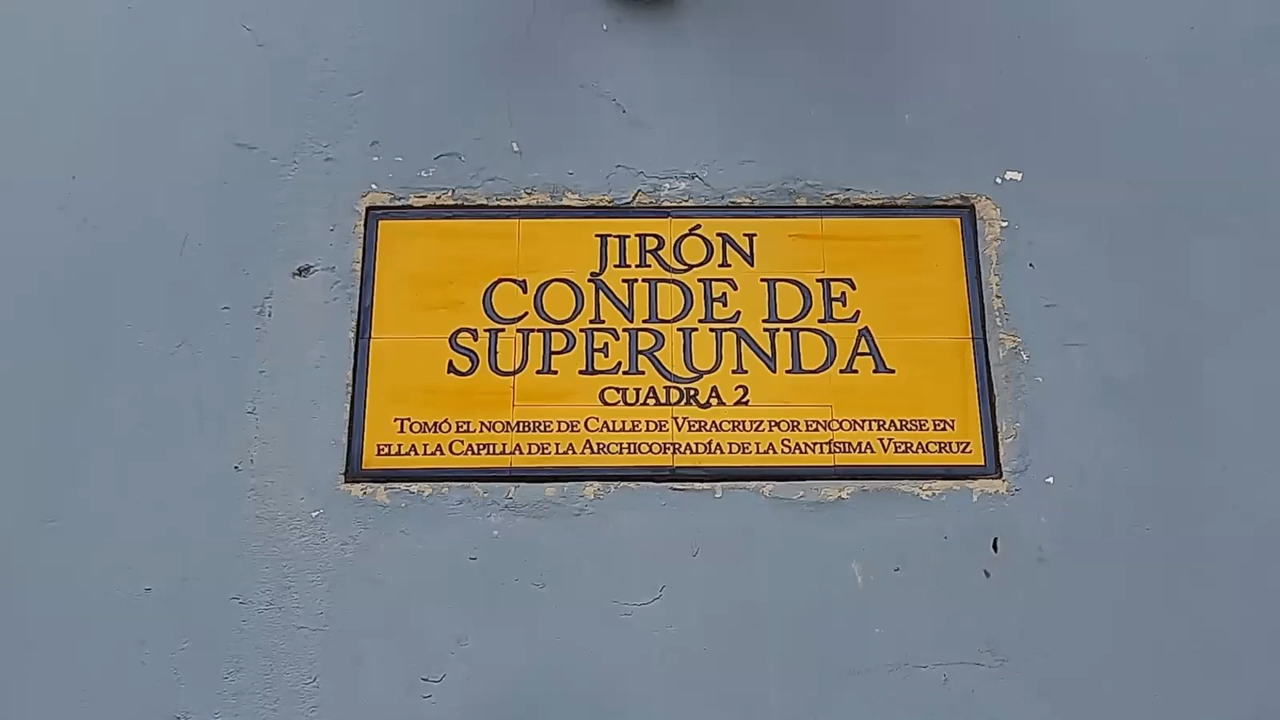 JIRÓN
CONDE DE
SUPERUNDA
CUADRA 2
TOMÓ EL NOMBRE DE CALLE DE VERACRUZ POR ENCONTRARSE EN
ELLA LA CAPILLA DE LA ARCHICOFRADÍA DE LA SANTÍSIMA VERACRUZ